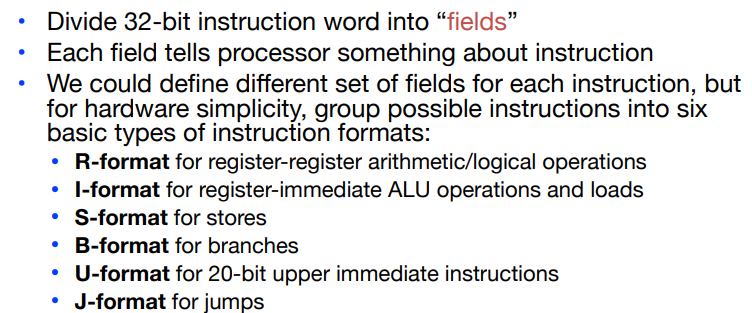 • Divide 32-bit instruction word into “fields”
• Each field tells processor something about instruction
• We could define different set of fields for each instruction, but
for hardware simplicity, group possible instructions into six
basic types of instruction formats:
• R-format for register-register arithmetic/logical operations
• I-format for register-immediate ALU operations and loads
• S-format for stores
• B-format for branches
• U-format for 20-bit upper immediate instructions
• J-format for jumps